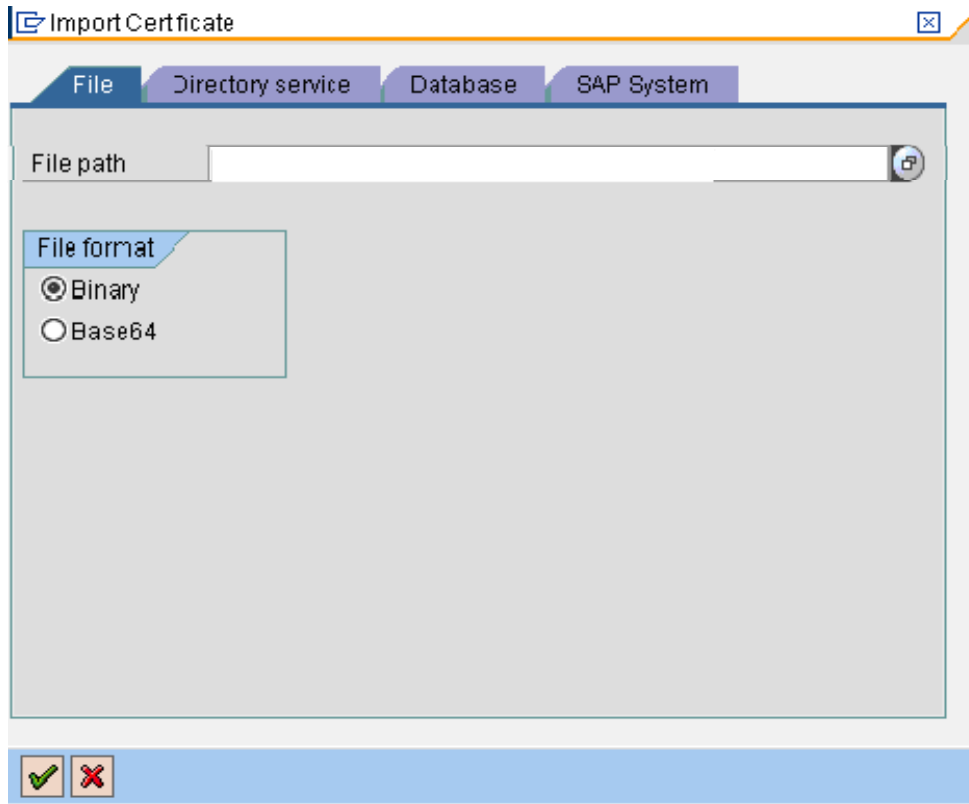 Import Certificate
File Directory service Database SAP System
File path
File format
Binary
Base64